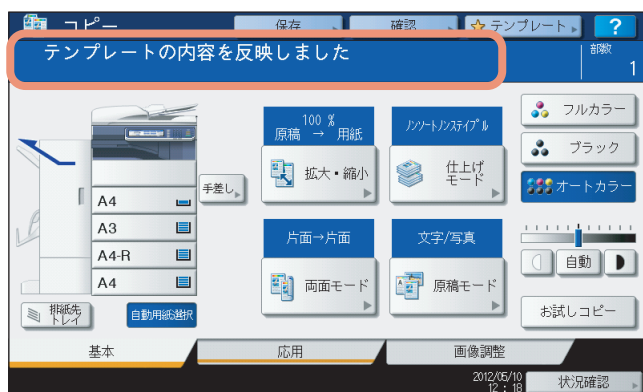 コピー
保存
確認
テンプレート
?
テンプレートの内容を反映しました
部数
1
100 %
原稿 → 用紙
ﾉﾝｿｰﾄﾉﾝｽﾃｲﾌﾟﾙ
フルカラー
拡大・縮小
仕上げ
モード
ブラック
オートカラー
手差し
A4
A3
A4-R
A4
片面→片面
文字/写真
自動
両面モード
原稿モード
排紙先
トレイ
自動用紙選択
お試しコピー
基本
応用
画像調整
2012/05/10
12 : 18
状況確認